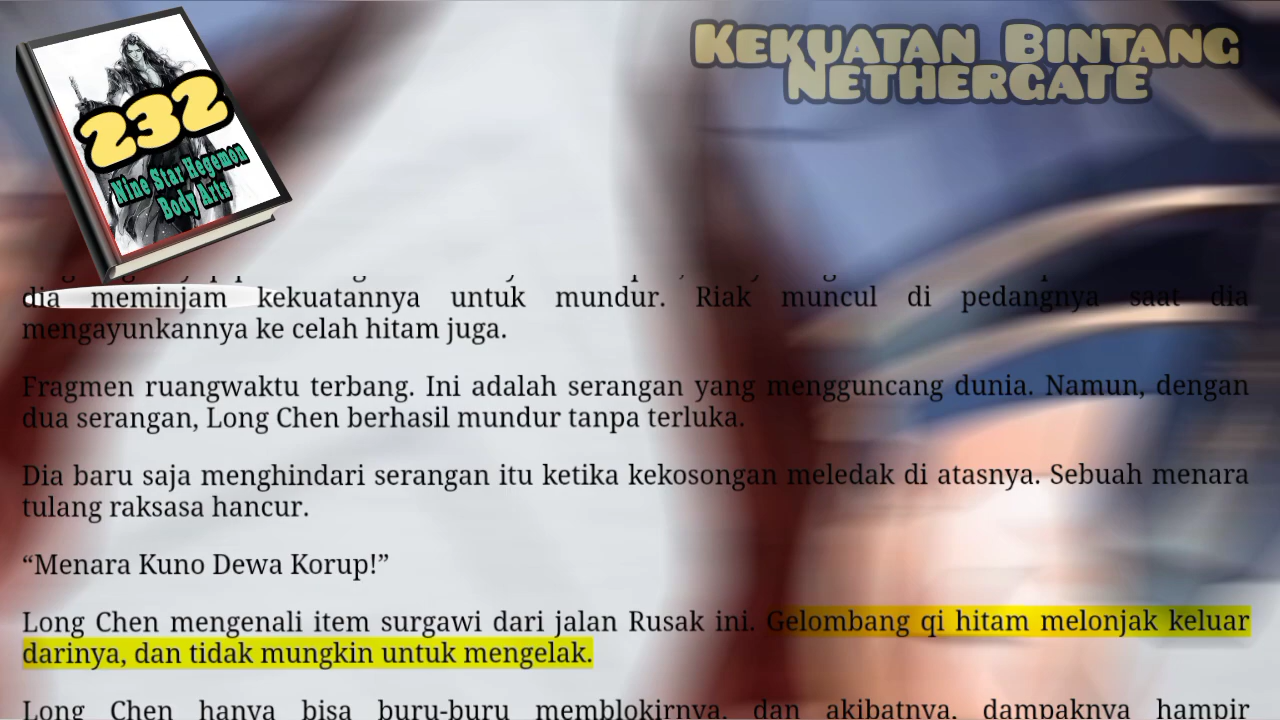 KEKUATAN BINTANG
NETHERGATE
232
Nine Star Hegemon
Body Arts
dia meminjam kekuatannya untuk mundur. Riak muncul di pedangnya saat dia
mengayunkannya ke celah hitam juga.
Fragmen ruangwaktu terbang. Ini adalah serangan yang mengguncang dunia. Namun, dengan
dua serangan, Long Chen berhasil mundur tanpa terluka.
Dia baru saja menghindari serangan itu ketika kekosongan meledak di atasnya. Sebuah menara
tulang raksasa hancur.
“Menara Kuno Dewa Korup!”
Long Chen mengenali item surgawi dari jalan Rusak ini. Gelombang qi hitam melonjak keluar
darinya, dan tidak mungkin untuk mengelak.
Long Chen hanya bisa buru-buru memblokirnya, dan akibatnya, dampaknya hampir